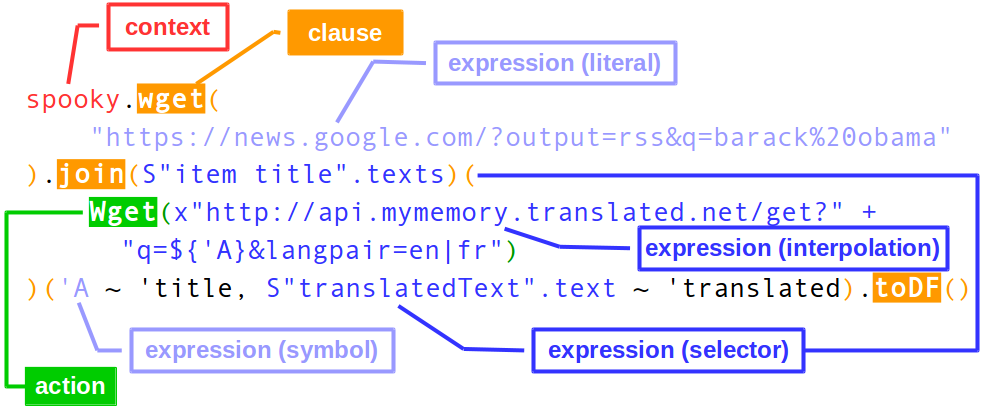 context
clause
expression (literal)
spooky.wget(
"https://news.google.com/?output=rss&q=barack%20obama"
).join(S"item title".texts)(
Wget(x"http://api.mymemory.translated.net/get?" +
"q=${'A}&langpair=en|fr")
expression (interpolation)
)('A ~ 'title, S"translatedText".text ~ 'translated).toDF()
expression (symbol)
expression (selector)
action